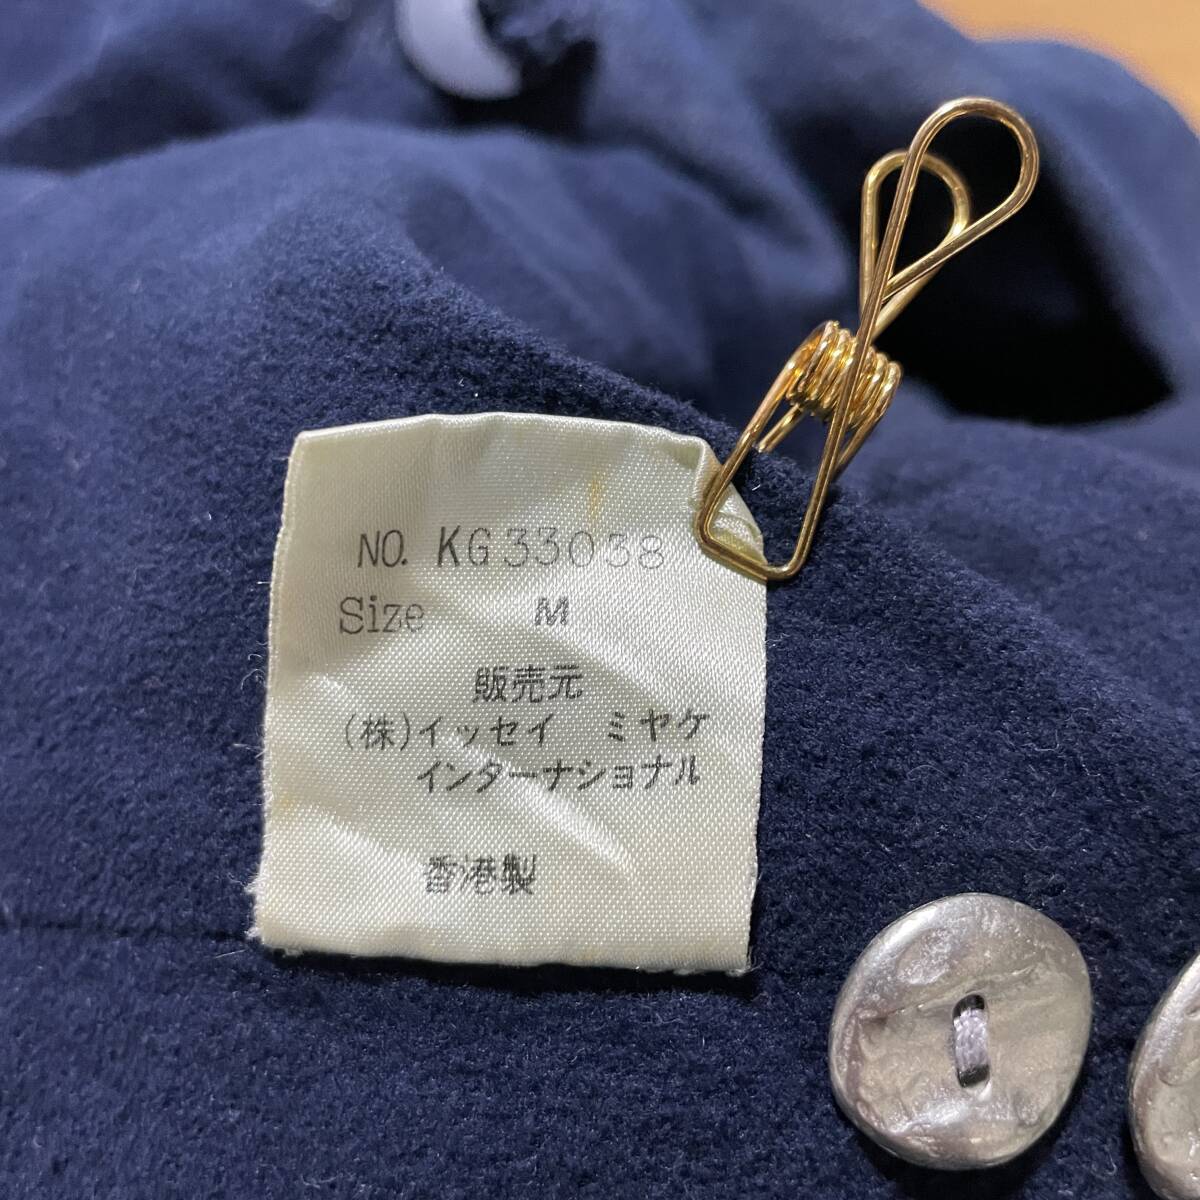 NO. KG33038
Size M
販売元
(株)イッセイ ミヤケ
インターナショナル
香港製